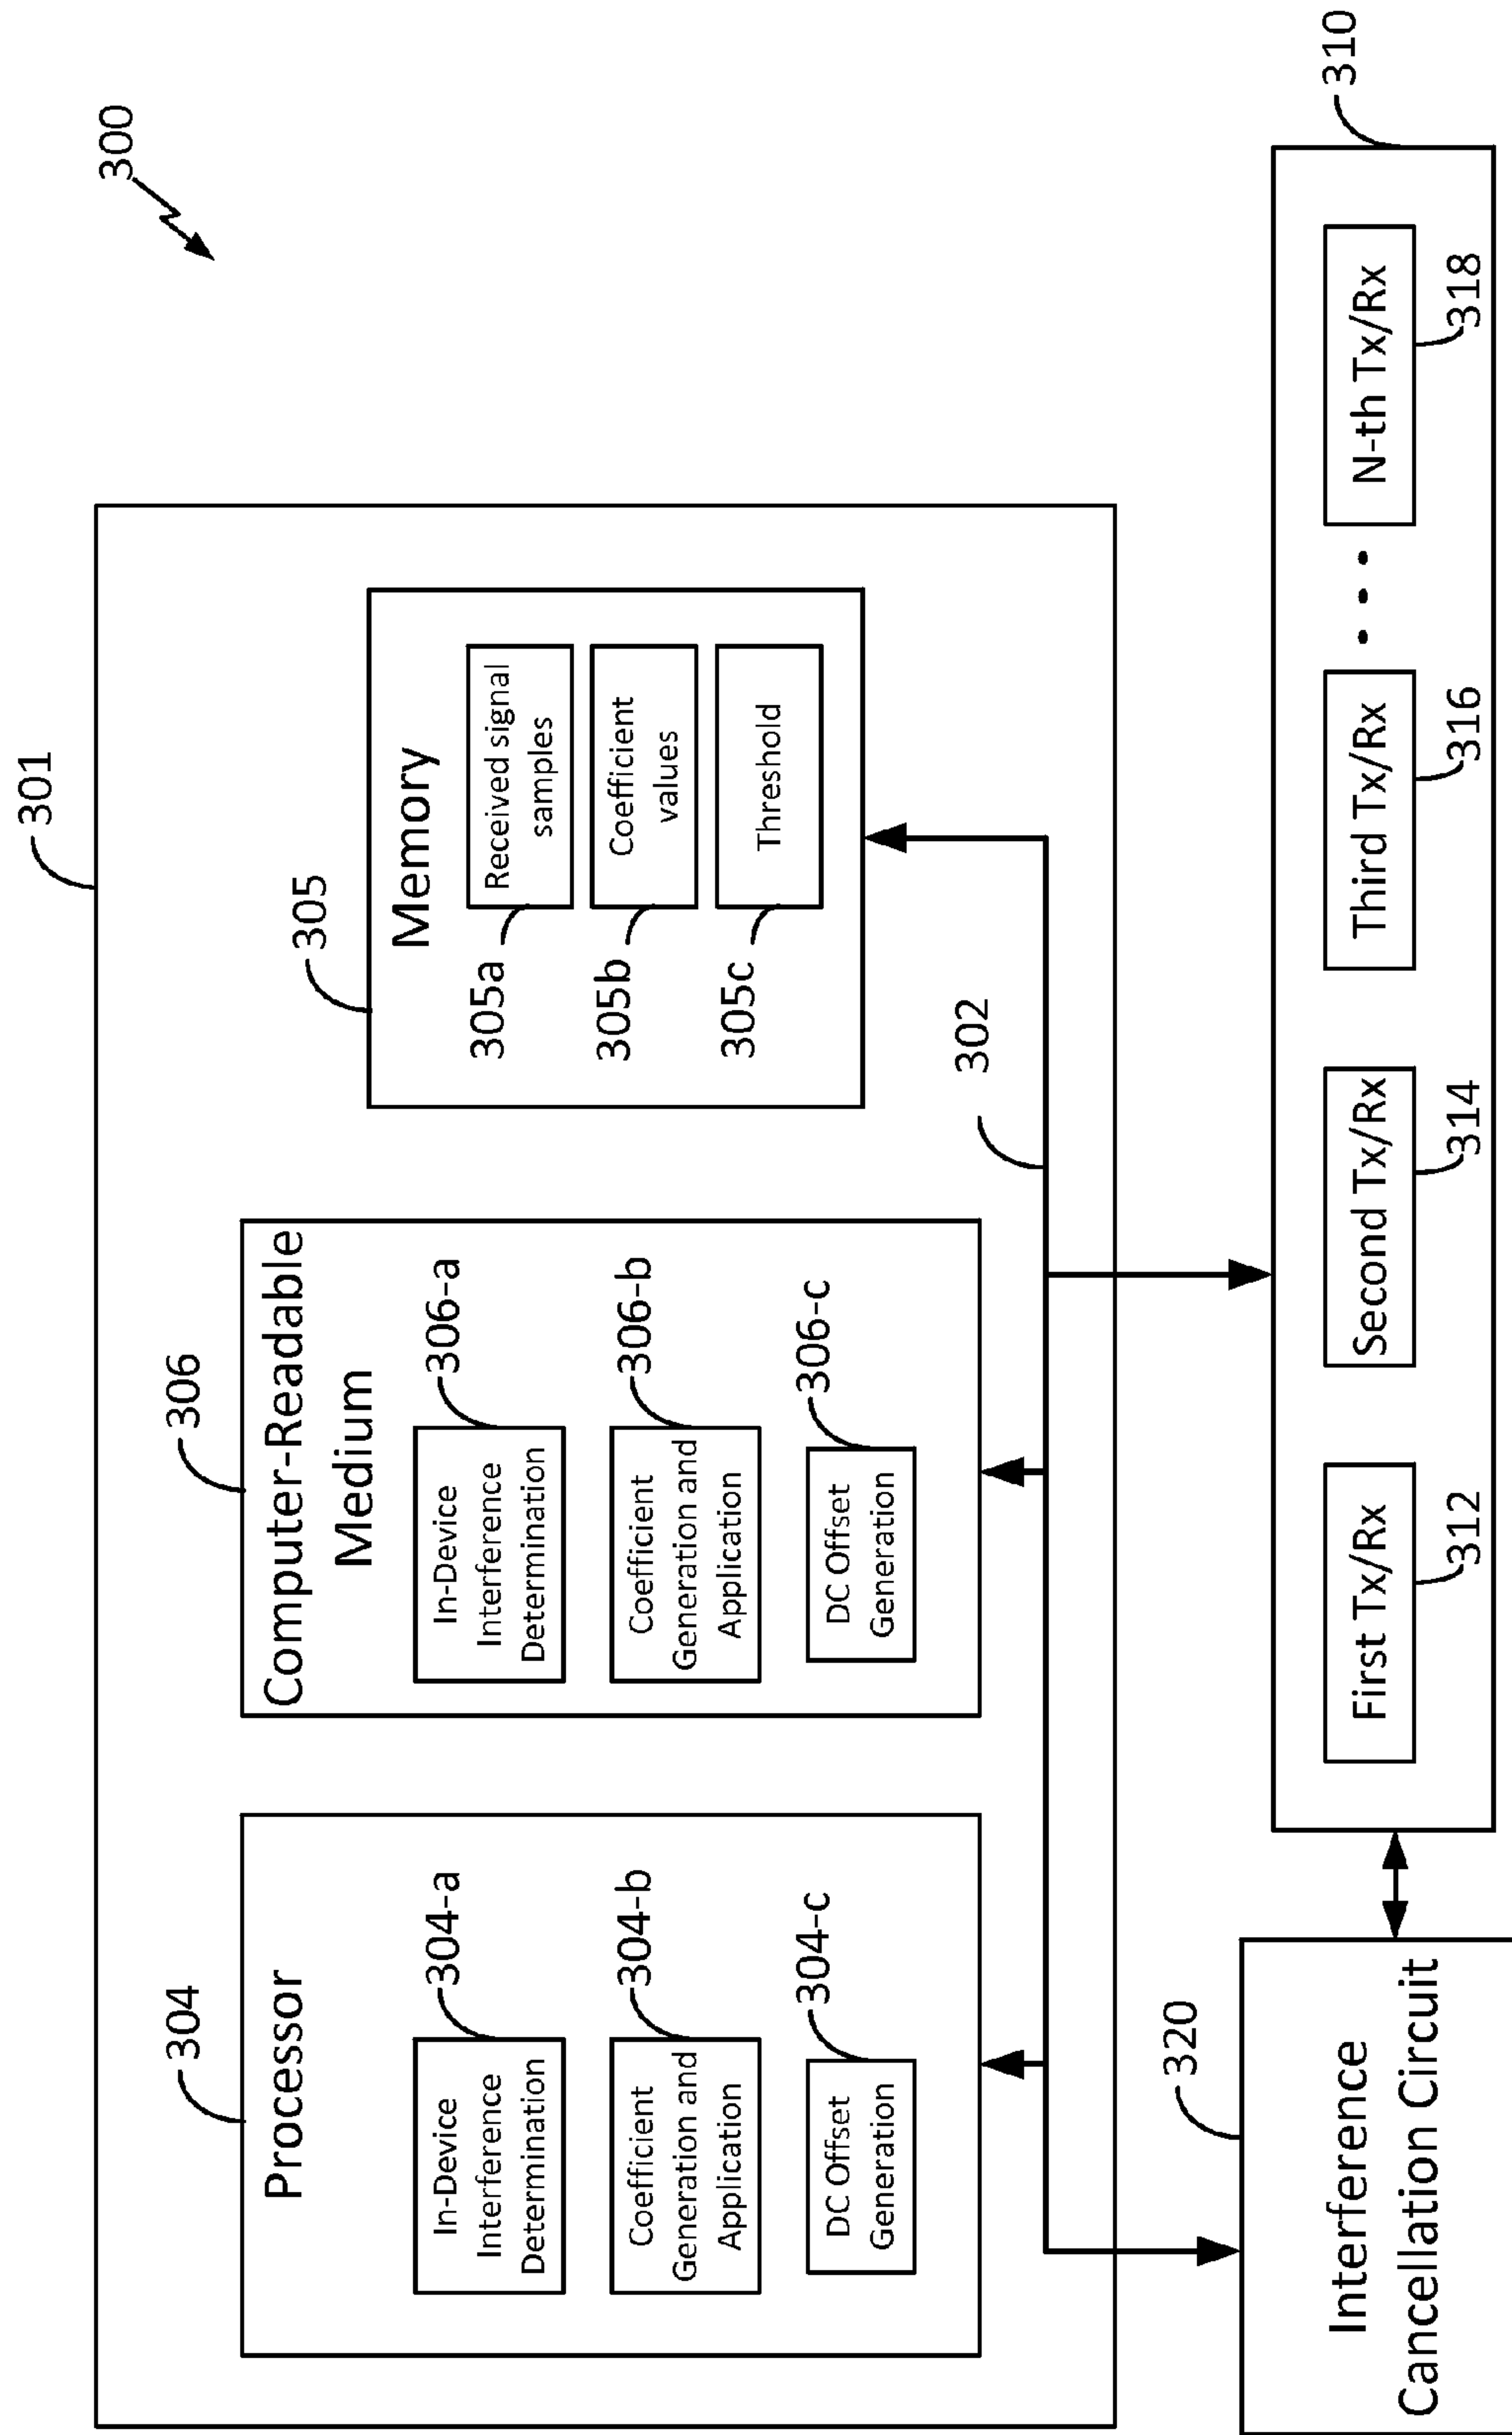 300
301
304
Processor
304-a
In-Device
Interference
Determination
304-b
Coefficient
Generation and
Application
304-c
DC Offset
Generation
306
Computer-Readable
Medium
306-a
In-Device
Interference
Determination
306-b
Coefficient
Generation and
Application
306-c
DC Offset
Generation
305
Memory
305a
Received signal
samples
305b
Coefficient
values
305c
Threshold
302
320
Interference
Cancellation Circuit
310
First Tx/Rx
312
Second Tx/Rx
314
Third Tx/Rx
316
• • •
N-th Tx/Rx
318